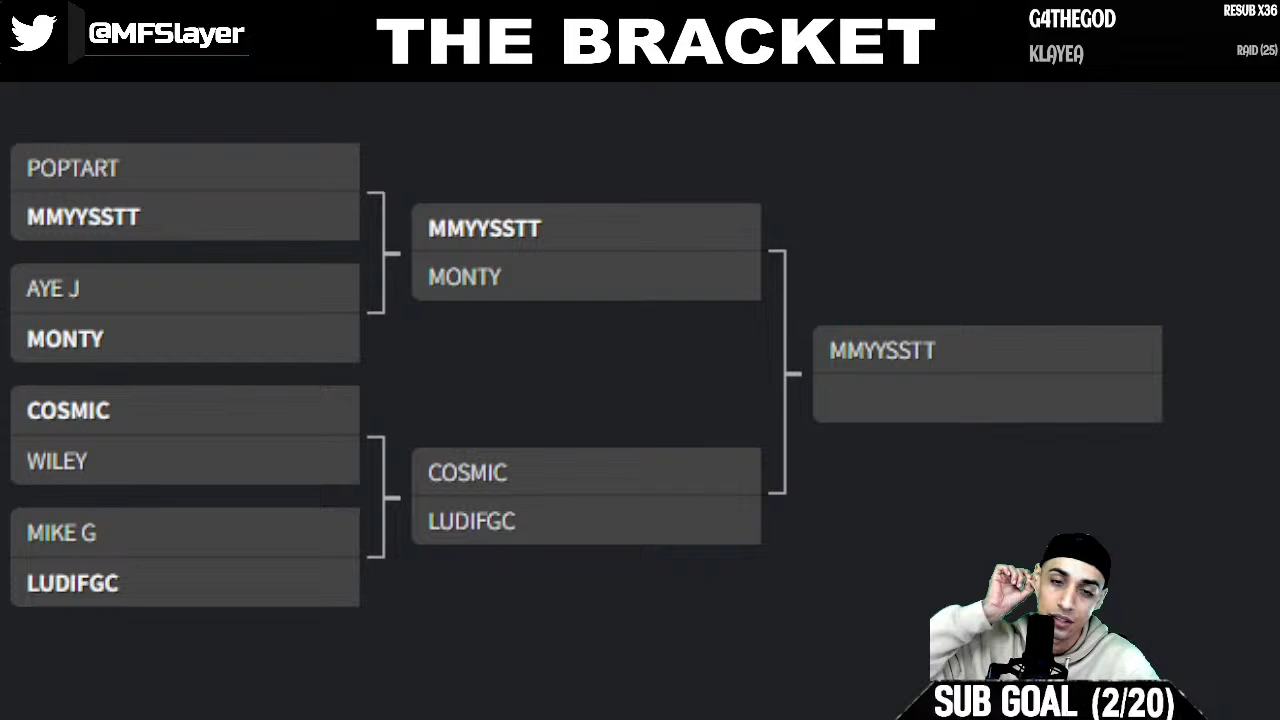 @MFSlayer
THE BRACKET
G4THEGOD
RESUB X36
KLAYEA
RAID (25)
POPTART
MMYYSSTT
AYE J
MONTY
COSMIC
WILEY
MIKE G
LUDIFGC
MMYYSSTT
MONTY
COSMIC
LUDIFGC
MMYYSSTT
SUB GOAL (2/20)